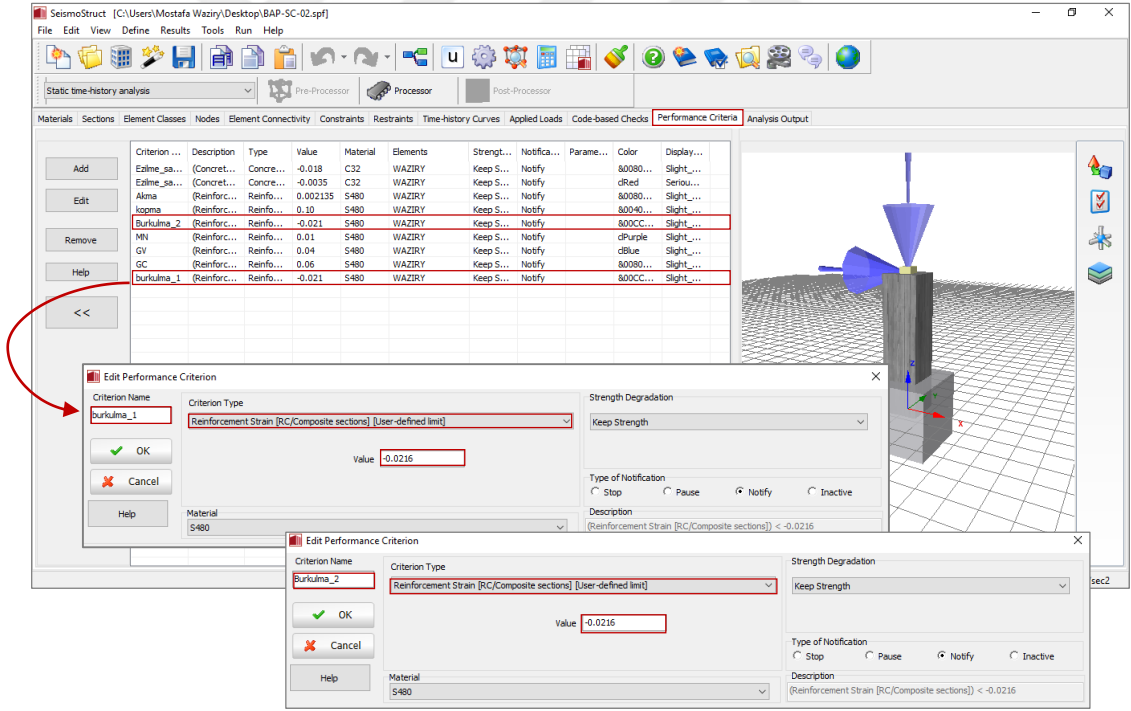 SeismoStruct [C:\Users\Mostafa Waziry\Desktop\BAP-SC-02.spf]
File Edit View Define Results Tools Run Help
u
Static time-history analysis Pre-Processor Processor Post-Processor
Materials Sections Element Classes Nodes Element Connectivity Constraints Restraints Time-history Curves Applied Loads Code-based Checks Performance Criteria Analysis Output
Add
Edit
Remove
Help
<<
Criterion ... Description Type Value Material Elements Strengt... Notifica... Parame... Color Display...
Ezilme_sa... (Concret... Concre... -0.018 C32 WAZIRY Keep S... Notify &0080... Slight_...
Ezilme_sa... (Concret... Concre... -0.0035 C32 WAZIRY Keep S... Notify clRed Seriou...
Akma (Reinforc... Reinfo... 0.002135 S480 WAZIRY Keep S... Notify &0080... Slight_...
kopma (Reinforc... Reinfo... 0.10 S480 WAZIRY Keep S... Notify &0040... Slight_...
Burkulma_2 (Reinforc... Reinfo... -0.021 S480 WAZIRY Keep S... Notify &00CC... Slight_...
MN (Reinforc... Reinfo... 0.01 S480 WAZIRY Keep S... Notify clPurple Slight_...
GV (Reinforc... Reinfo... 0.04 S480 WAZIRY Keep S... Notify clBlue Slight_...
GC (Reinforc... Reinfo... 0.06 S480 WAZIRY Keep S... Notify &0080... Slight_...
burkulma_1 (Reinforc... Reinfo... -0.021 S480 WAZIRY Keep S... Notify &00CC... Slight_...
Z
Y
X
Edit Performance Criterion
Criterion Name
burkulma_1
OK
Cancel
Help
Criterion Type
Reinforcement Strain [RC/Composite sections] [User-defined limit]
Value -0.0216
Material
S480
Strength Degradation
Keep Strength
Type of Notification
Stop Pause Notify Inactive
Description
(Reinforcement Strain [RC/Composite sections]) < -0.0216
sec2
Edit Performance Criterion
Criterion Name
Burkulma_2
OK
Cancel
Help
Criterion Type
Reinforcement Strain [RC/Composite sections] [User-defined limit]
Value -0.0216
Material
S480
Strength Degradation
Keep Strength
Type of Notification
Stop Pause Notify Inactive
Description
(Reinforcement Strain [RC/Composite sections]) < -0.0216